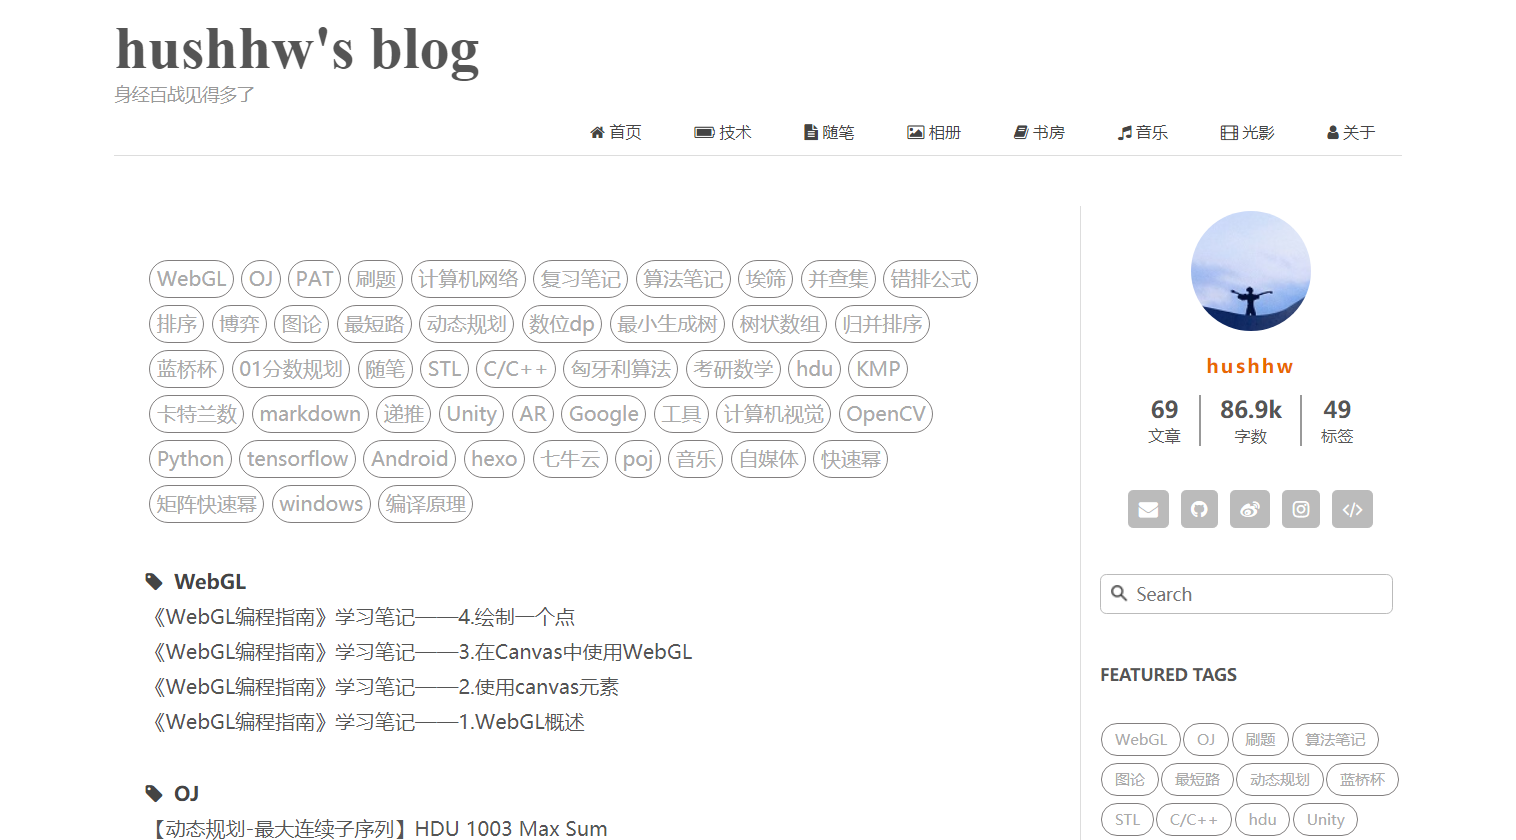 hushhw's blog
身经百战见得多了
首页 技术 随笔 相册 书房 音乐 光影 关于
WebGL OJ PAT 刷题 计算机网络 复习笔记 算法笔记 埃筛 并查集 错排公式
排序 博弈 图论 最短路 动态规划 数位dp 最小生成树 树状数组 归并排序
蓝桥杯 01分数规划 随笔 STL C/C++ 匈牙利算法 考研数学 hdu KMP
卡特兰数 markdown 递推 Unity AR Google 工具 计算机视觉 OpenCV
Python tensorflow Android hexo 七牛云 poj 音乐 自媒体 快速幂
矩阵快速幂 windows 编译原理
WebGL
《WebGL编程指南》学习笔记——4.绘制一个点
《WebGL编程指南》学习笔记——3.在Canvas中使用WebGL
《WebGL编程指南》学习笔记——2.使用canvas元素
《WebGL编程指南》学习笔记——1.WebGL概述
OJ
【动态规划-最大连续子序列】HDU 1003 Max Sum
hushhw
69 86.9k 49
文章 字数 标签
Search
FEATURED TAGS
WebGL OJ 刷题 算法笔记
图论 最短路 动态规划 蓝桥杯
STL C/C++ hdu Unity